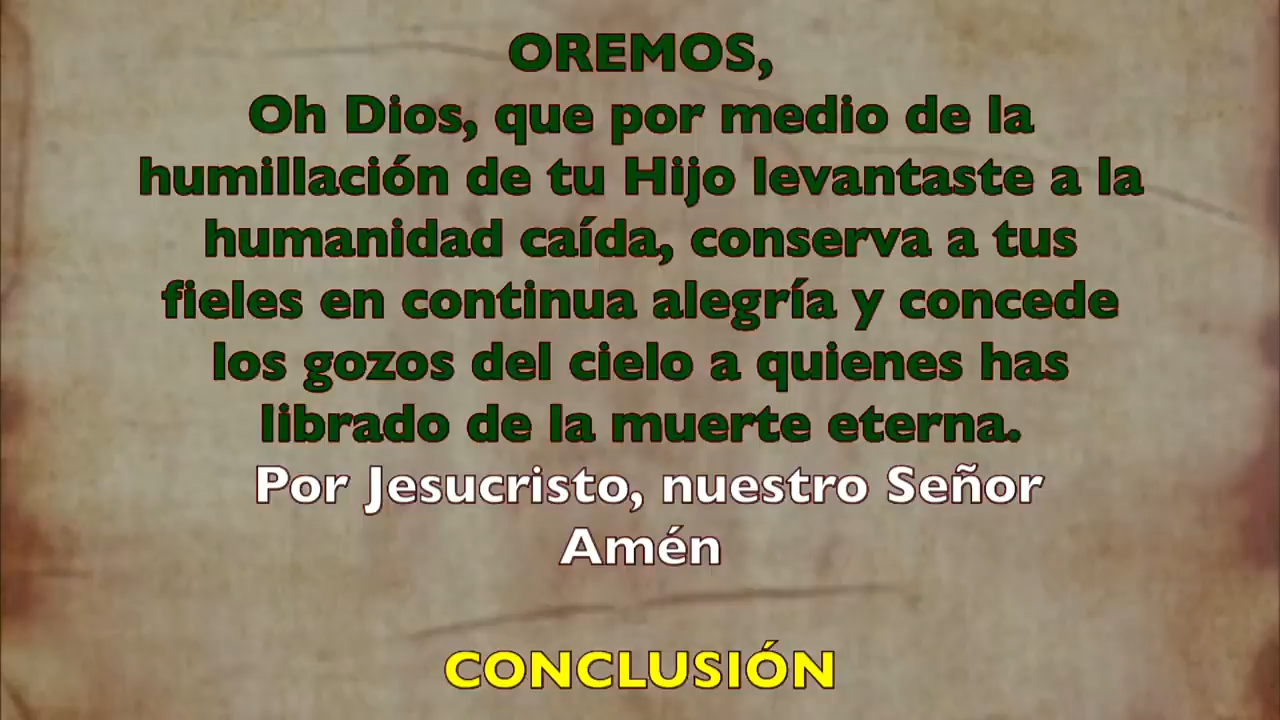 OREMOS,
Oh Dios, que por medio de la
humillación de tu Hijo levantaste a la
humanidad caída, conserva a tus
fieles en continua alegría y concede
los gozos del cielo a quienes has
librado de la muerte eterna.
Por Jesucristo, nuestro Señor
Amén
CONCLUSIÓN